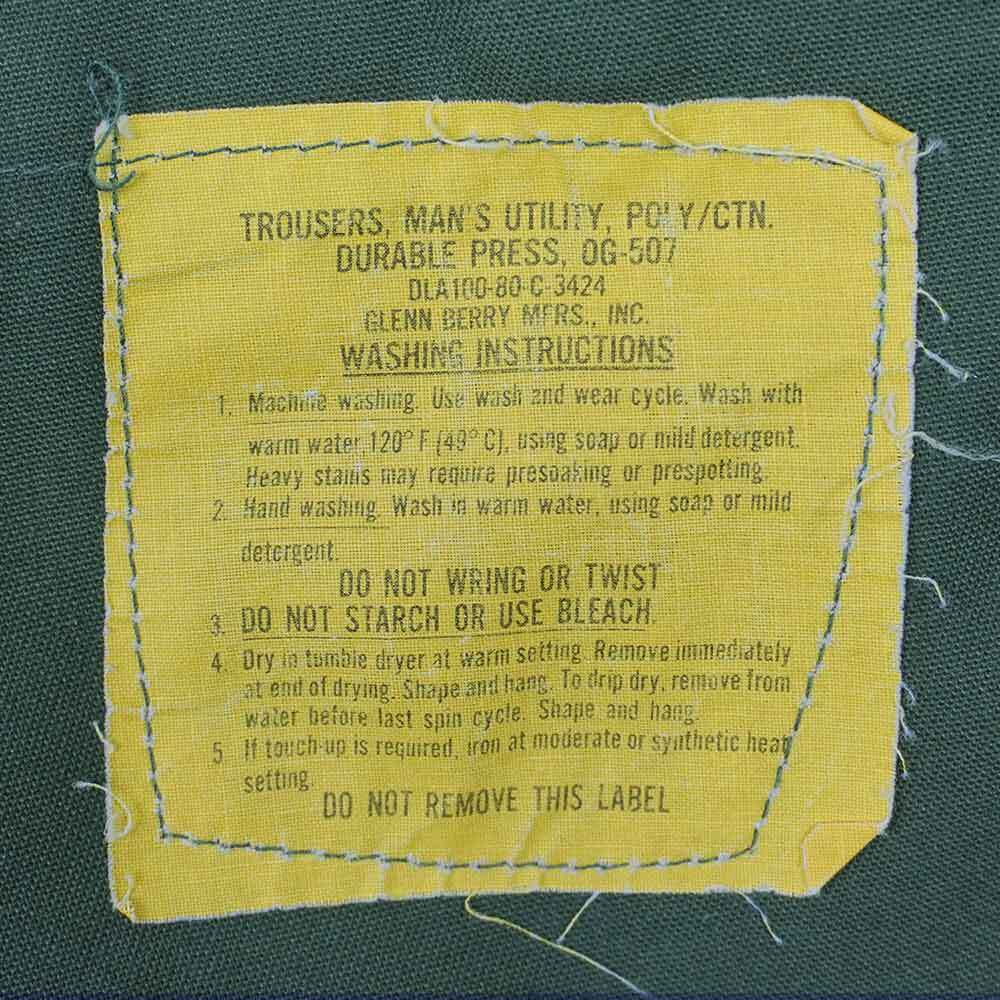 TROUSERS, MAN'S UTILITY, POLY/CTN.
DURABLE PRESS, OG-507
DLA100-80-C-3424
GLENN BERRY MFRS., INC.
WASHING INSTRUCTIONS
1. Machine washing. Use wash and wear cycle. Wash with
warm water, 120° F (49° C), using soap or mild detergent.
Heavy stains may require presoaking or prespotting.
2. Hand washing. Wash in warm water, using soap or mild
detergent.
DO NOT WRING OR TWIST
3. DO NOT STARCH OR USE BLEACH.
4. Dry in tumble dryer at warm setting. Remove immediately
at end of drying. Shape and hang. To drip dry, remove from
water before last spin cycle. Shape and hang.
5 If touch-up is required, iron at moderate or synthetic heat
setting.
DO NOT REMOVE THIS LABEL